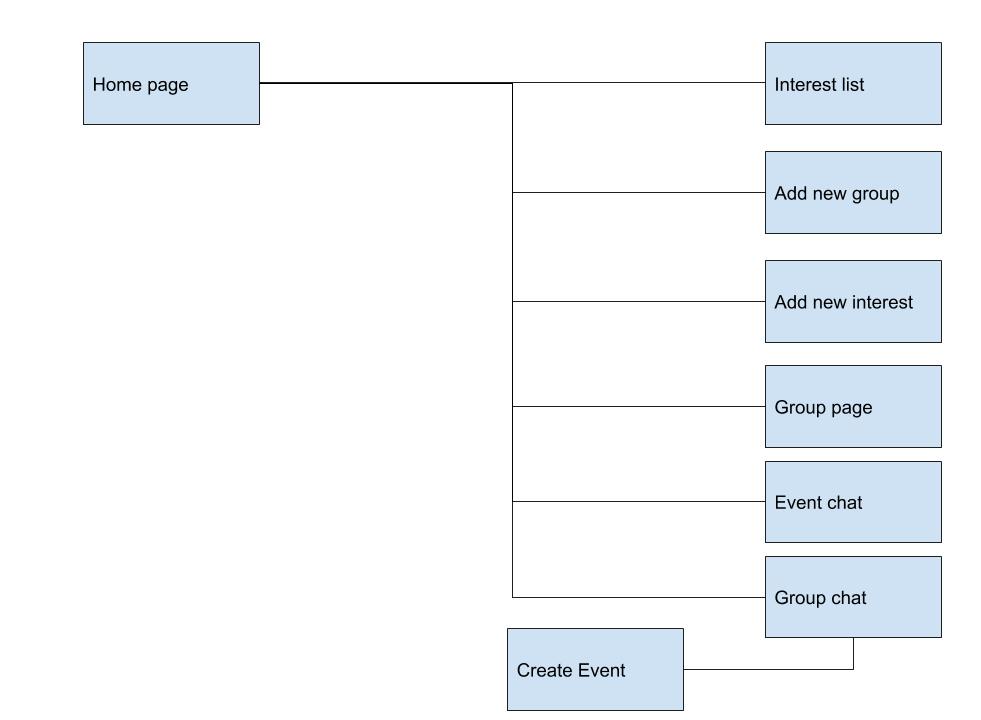 Home page
Interest list
Add new group
Add new interest
Group page
Event chat
Group chat
Create Event